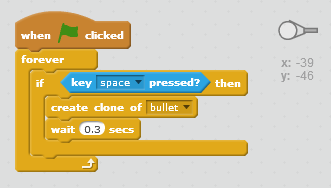 when clicked
forever
if key space pressed? then
create clone of bullet
wait 0.3 secs
x: -39
y: -46